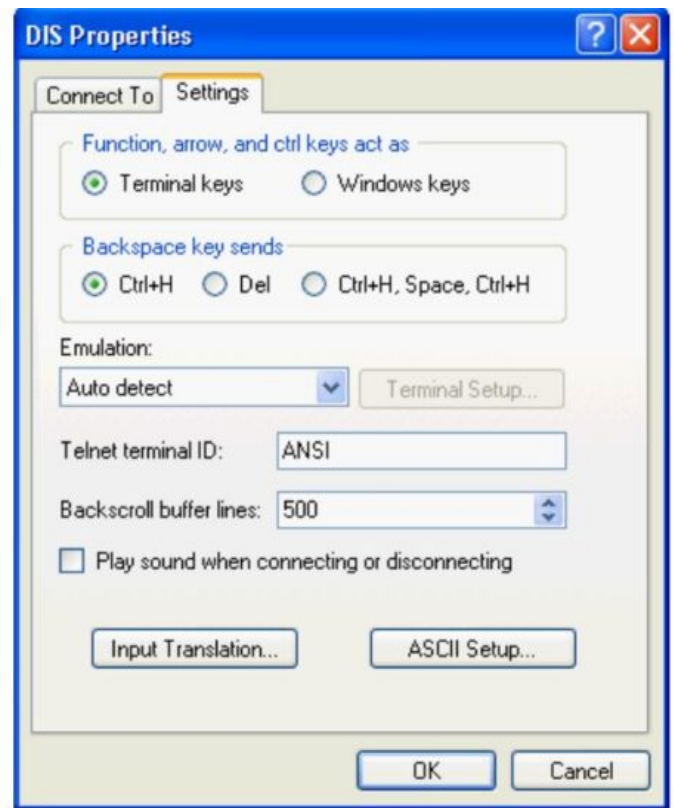 DIS Properties
?
Connect To Settings
Function, arrow, and ctrl keys act as
Terminal keys Windows keys
Backspace key sends
Ctrl+H Del Ctrl+H, Space, Ctrl+H
Emulation:
Auto detect Terminal Setup...
Telnet terminal ID: ANSI
Backscroll buffer lines: 500
Play sound when connecting or disconnecting
Input Translation... ASCII Setup...
OK Cancel